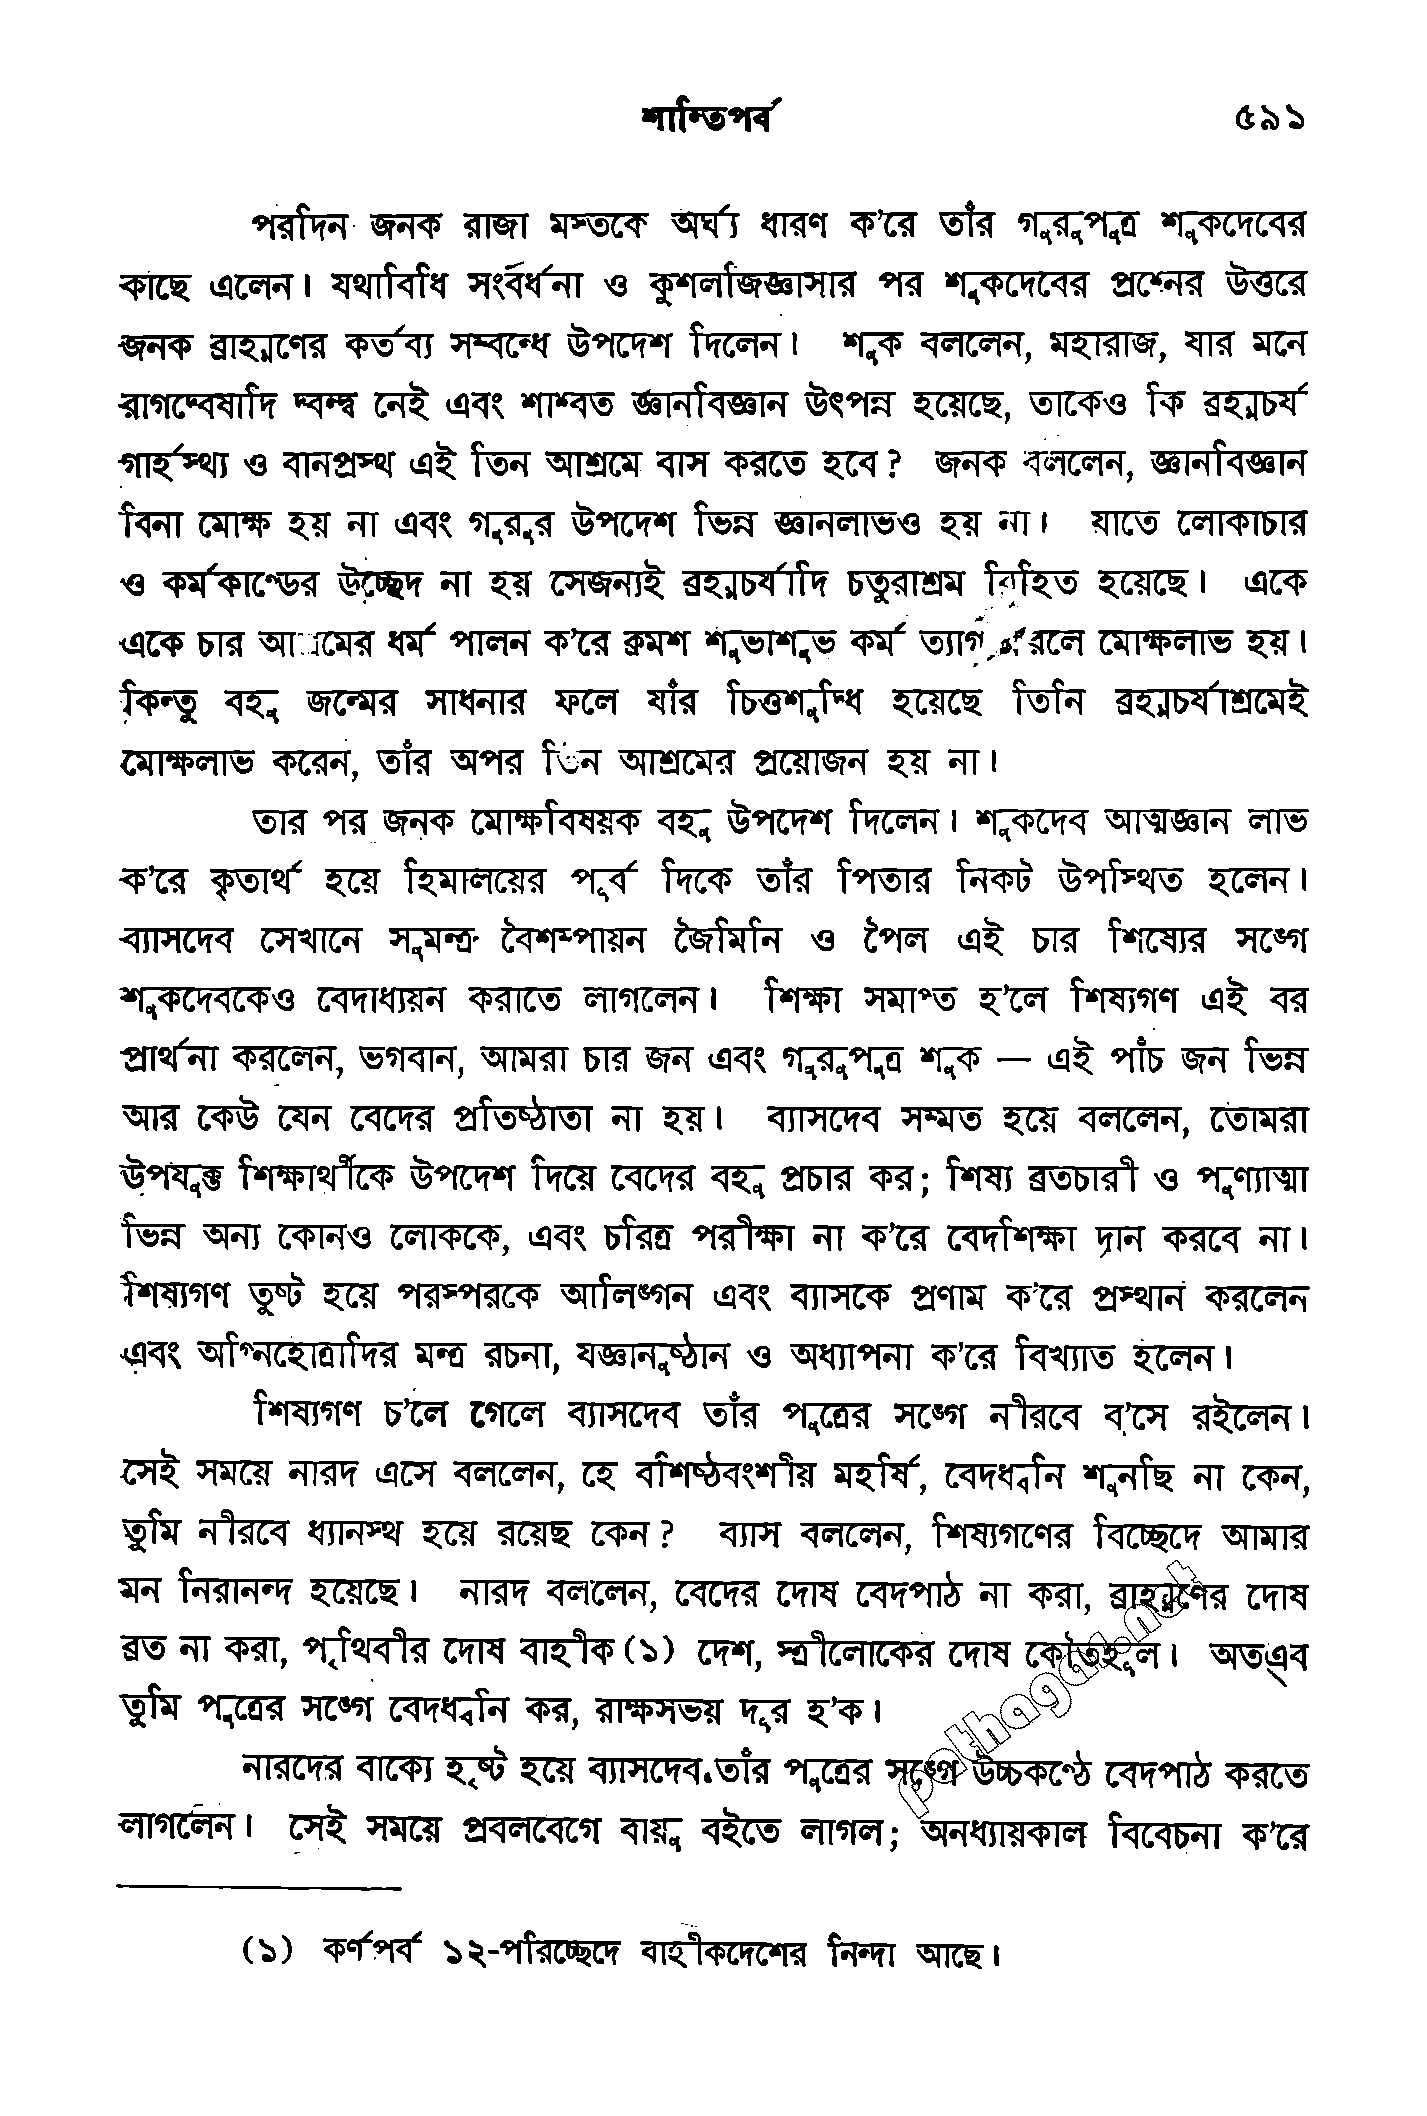 শান্তিপর্ব ৫৯১
পরদিন জনক রাজা মস্তকে অর্ঘ্য ধারণ ক’রে তাঁর গুরুপুত্র শুকদেবের
কাছে এলেন। যথাবিধি সংবর্ধনা ও কুশলজিজ্ঞাসার পর শুকদেবের প্রশ্নের উত্তরে
জনক ব্রাহ্মণের কর্তব্য সম্বন্ধে উপদেশ দিলেন। শুক বললেন, মহারাজ, যার মনে
রাগদ্বেষাদি দ্বন্দ্ব নেই এবং শাশ্বত জ্ঞানবিজ্ঞান উৎপন্ন হয়েছে, তাকেও কি ব্রহ্মচর্য
গার্হস্থ্য ও বানপ্রস্থ এই তিন আশ্রমে বাস করতে হবে? জনক বললেন, জ্ঞানবিজ্ঞান
বিনা মোক্ষ হয় না এবং গুরুর উপদেশ ভিন্ন জ্ঞানলাভও হয় না। যাতে লোকাচার
ও কর্মকাণ্ডের উচ্ছেদ না হয় সেজন্যই ব্রহ্মচর্যাদি চতুরাশ্রম বিহিত হয়েছে। একে
একে চার আশ্রমের ধর্ম পালন ক’রে ক্রমশ শুভাশুভ কর্ম ত্যাগ করলে মোক্ষলাভ হয়।
কিন্তু বহু জন্মের সাধনার ফলে যাঁর চিত্তশুদ্ধি হয়েছে তিনি ব্রহ্মচর্যাশ্রমেই
মোক্ষলাভ করেন, তাঁর অপর তিন আশ্রমের প্রয়োজন হয় না।
তার পর জনক মোক্ষবিষয়ক বহু উপদেশ দিলেন। শুকদেব আত্মজ্ঞান লাভ
ক’রে কৃতার্থ হয়ে হিমালয়ের পূর্ব দিকে তাঁর পিতার নিকট উপস্থিত হলেন।
ব্যাসদেব সেখানে সুমন্ত্র বৈশম্পায়ন জৈমিনি ও পৈল এই চার শিষ্যের সঙ্গে
শুকদেবকেও বেদাধ্যয়ন করাতে লাগলেন। শিক্ষা সমাপ্ত হ’লে শিষ্যগণ এই বর
প্রার্থনা করলেন, ভগবান, আমরা চার জন এবং গুরুপুত্র শুক — এই পাঁচ জন ভিন্ন
আর কেউ যেন বেদের প্রতিষ্ঠাতা না হয়। ব্যাসদেব সম্মত হয়ে বললেন, তোমরা
উপযুক্ত শিক্ষার্থীকে উপদেশ দিয়ে বেদের বহু প্রচার কর; শিষ্য ব্রতচারী ও পুণ্যাত্মা
ভিন্ন অন্য কোনও লোককে, এবং চরিত্র পরীক্ষা না ক’রে বেদশিক্ষা দান করবে না।
শিষ্যগণ তুষ্ট হয়ে পরস্পরকে আলিঙ্গন এবং ব্যাসকে প্রণাম ক’রে প্রস্থান করলেন
এবং অগ্নিহোত্রাদির মন্ত্র রচনা, যজ্ঞানুষ্ঠান ও অধ্যাপনা ক’রে বিখ্যাত হলেন।
শিষ্যগণ চ’লে গেলে ব্যাসদেব তাঁর পুত্রের সঙ্গে নীরবে ব’সে রইলেন।
সেই সময়ে নারদ এসে বললেন, হে বশিষ্ঠবংশীয় মহর্ষি, বেদধ্বনি শুনছি না কেন,
তুমি নীরবে ধ্যানস্থ হয়ে রয়েছ কেন? ব্যাস বললেন, শিষ্যগণের বিচ্ছেদে আমার
মন নিরানন্দ হয়েছে। নারদ বললেন, বেদের দোষ বেদপাঠ না করা, ব্রাহ্মণের দোষ
ব্রত না করা, পৃথিবীর দোষ বাহীক (১) দেশ, স্ত্রীলোকের দোষ কৌতূহল। অতএব
তুমি পুত্রের সঙ্গে বেদধ্বনি কর, রাক্ষসভয় দূর হ’ক।
নারদের বাক্যে হৃষ্ট হয়ে ব্যাসদেব তাঁর পুত্রের সঙ্গে উচ্চকণ্ঠে বেদপাঠ করতে
লাগলেন। সেই সময়ে প্রবলবেগে বায়ু বইতে লাগল; অনধ্যায়কাল বিবেচনা ক’রে
(১) কর্ণপর্ব ১২-পরিচ্ছেদে বাহীকদেশের নিন্দা আছে।
pathagar.net